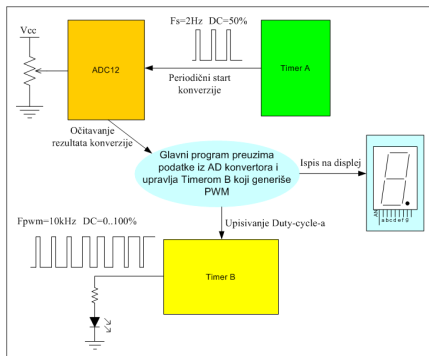 Fs=2Hz DC=50%
Vcc
ADC12
Timer A
Periodični start
konverzije
Očitavanje
rezultata konverzije
Glavni program preuzima
podatke iz AD konvertora i
upravlja Timerom B koji generiše
PWM
Ispis na displej
AN
a b c d e f g
Fpwm=10kHz DC=0..100%
Upisivanje Duty-cycle-a
Timer B